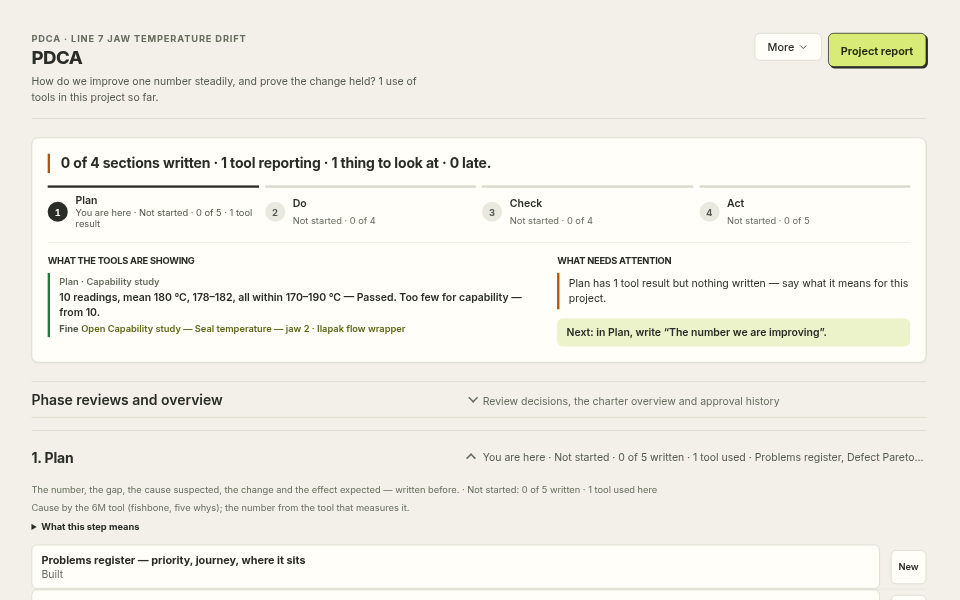 PDCA · LINE 7 JAW TEMPERATURE DRIFT
PDCA
How do we improve one number steadily, and prove the change held? 1 use of
tools in this project so far.
More
Project report
0 of 4 sections written · 1 tool reporting · 1 thing to look at · 0 late.
1
Plan
You are here · Not started · 0 of 5 · 1 tool
result
2
Do
Not started · 0 of 4
3
Check
Not started · 0 of 4
4
Act
Not started · 0 of 5
WHAT THE TOOLS ARE SHOWING
Plan · Capability study
10 readings, mean 180 °C, 178–182, all within 170–190 °C — Passed. Too few for capability —
from 10.
Fine Open Capability study — Seal temperature — jaw 2 · Ilapak flow wrapper
WHAT NEEDS ATTENTION
Plan has 1 tool result but nothing written — say what it means for this
project.
Next: in Plan, write “The number we are improving”.
Phase reviews and overview
Review decisions, the charter overview and approval history
1. Plan
You are here · Not started · 0 of 5 written · 1 tool used · Problems register, Defect Pareto...
The number, the gap, the cause suspected, the change and the effect expected — written before. · Not started: 0 of 5 written · 1 tool used here
Cause by the 6M tool (fishbone, five whys); the number from the tool that measures it.
What this step means
Problems register — priority, journey, where it sits
Built
New